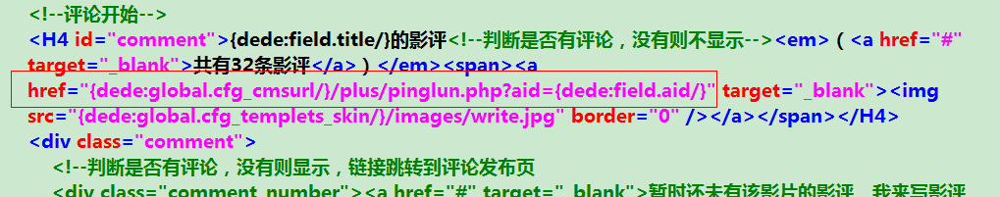 <!--评论开始-->
<H4 id="comment">{dede:field.title/}的影评<!--判断是否有评论，没有则不显示--><em>（<a href="#"
target="_blank">共有32条影评</a>）</em><span><a
href="{dede:global.cfg_cmsurl/}/plus/pinglun.php?aid={dede:field.aid/}" target="_blank"><img
src="{dede:global.cfg_templets_skin/}/images/write.jpg" border="0" /></a></span></H4>
<div class="comment">
<!--判断是否有评论，没有则显示，链接跳转到评论发布页
<div class="comment_number"><a href="#" target="_blank">暂时还未有该影片的影评，我来写影评